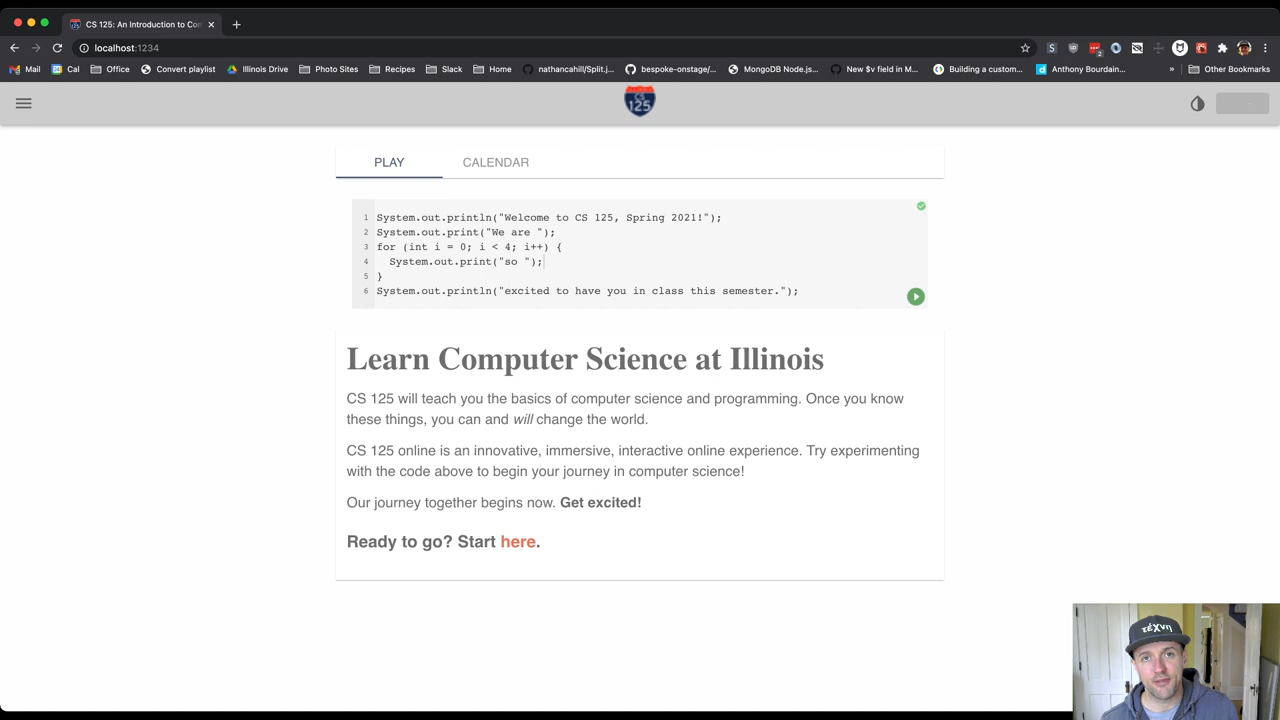 CS 125: An Introduction to Com
localhost:1234
Mail Cal Office Convert playlist Illinois Drive Photo Sites Recipes Slack Home nathancahill/Split.j... bespoke-onstage/... MongoDB Node.js... New $v field in M... Building a custom... Anthony Bourdain... » Other Bookmarks
CS
125
PLAY CALENDAR
1 System.out.println("Welcome to CS 125, Spring 2021!");
2 System.out.print("We are ");
3 for (int i = 0; i < 4; i++) {
4 System.out.print("so ");
5 }
6 System.out.println("excited to have you in class this semester.");
Learn Computer Science at Illinois
CS 125 will teach you the basics of computer science and programming. Once you know
these things, you can and will change the world.
CS 125 online is an innovative, immersive, interactive online experience. Try experimenting
with the code above to begin your journey in computer science!
Our journey together begins now. Get excited!
Ready to go? Start here.
τέχνη